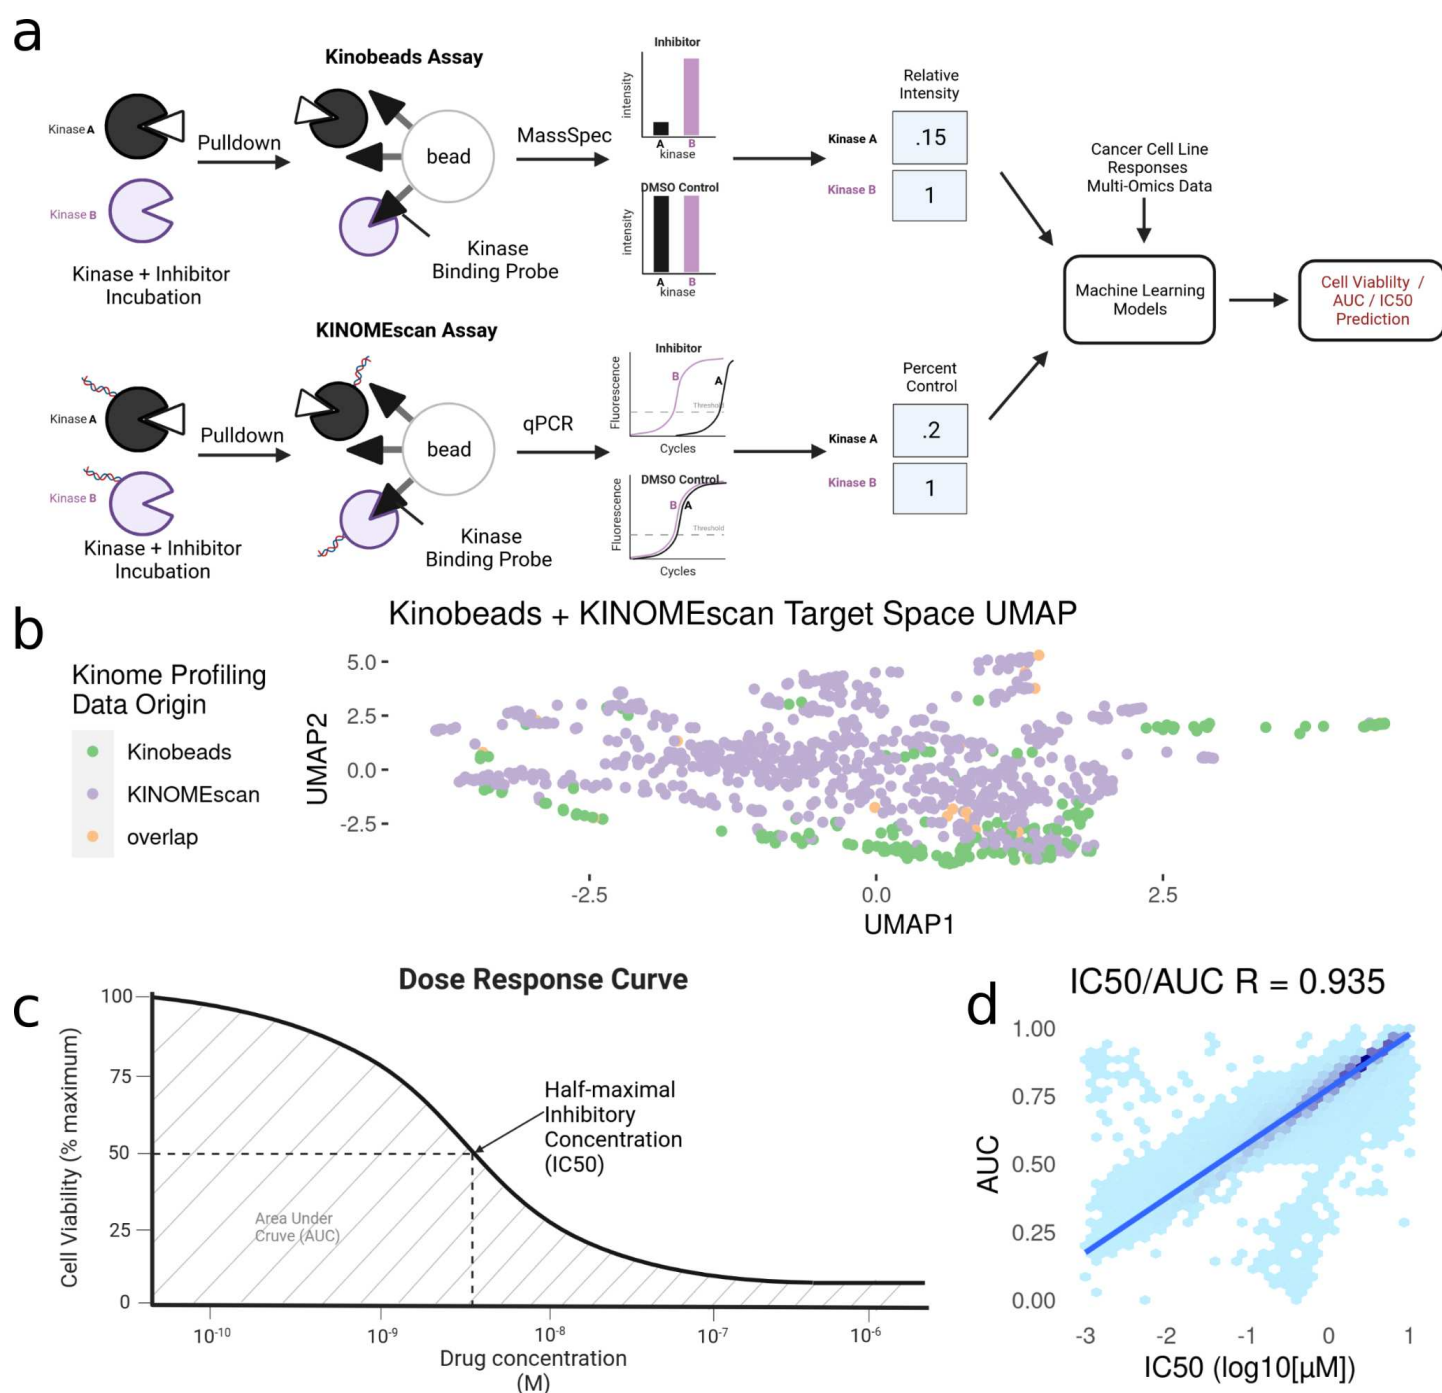 a
Kinobeads Assay
Kinase A
Kinase B
Pulldown
bead
MassSpec
Kinase + Inhibitor
Incubation
Kinase
Binding Probe
Inhibitor
intensity
A B
kinase
DMSO Control
intensity
A B
kinase
Relative
Intensity
Kinase A
.15
Kinase B
1
Cancer Cell Line
Responses
Multi-Omics Data
Machine Learning
Models
Cell Viablilty /
AUC / IC50
Prediction
KINOMEscan Assay
Kinase A
Kinase B
Pulldown
bead
qPCR
Kinase + Inhibitor
Incubation
Kinase
Binding Probe
Inhibitor
Fluorescence
B
A
Threshold
Cycles
DMSO Control
Fluorescence
B A
Threshold
Cycles
Percent
Control
Kinase A
.2
Kinase B
1
b
Kinobeads + KINOMEscan Target Space UMAP
Kinome Profiling
Data Origin
Kinobeads
KINOMEscan
overlap
UMAP2
5.0
2.5
0.0
-2.5
-2.5
0.0
2.5
UMAP1
c
Dose Response Curve
Cell Viability (% maximum)
100
75
50
25
0
Half-maximal
Inhibitory
Concentration
(IC50)
Area Under
Cruve (AUC)
10-10
10-9
10-8
10-7
10-6
Drug concentration
(M)
d
IC50/AUC R = 0.935
AUC
1.00
0.75
0.50
0.25
0.00
-3
-2
-1
0
1
IC50 (log10[µM])